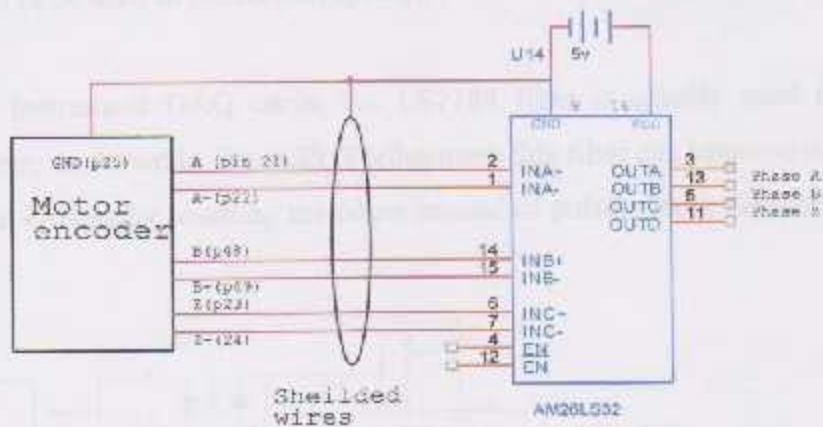 U14
5v
GND
GND(p25)
A (pin 21)
2
INA+
OUTA
3
Phase A
1
INA-
OUTB
13
Phase B
A-(p22)
OUTC
5
Motor
encoder
OUTD
11
B(p48)
14
INB+
15
INB-
B-(p49)
Z(p23)
6
INC+
7
INC-
Z-(24)
4
EN
12
EN
Sheilded
wires
AM26LS32